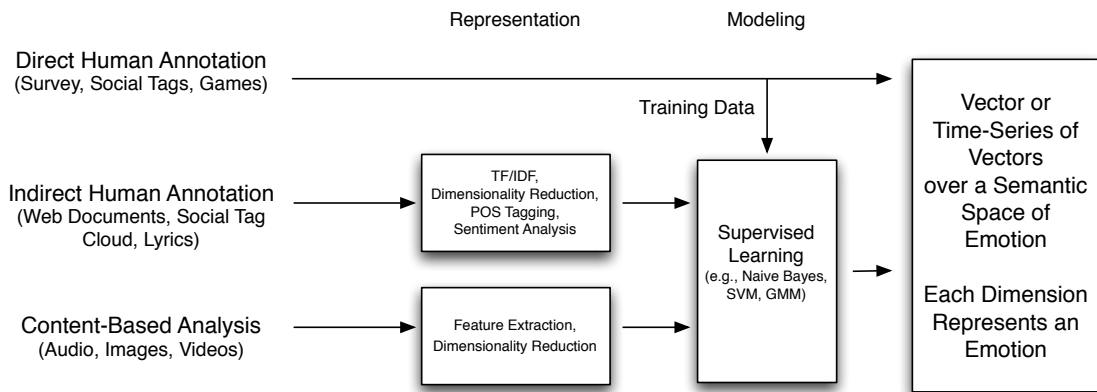 Representation
Modeling
Direct Human Annotation
(Survey, Social Tags, Games)
Training Data
Indirect Human Annotation
(Web Documents, Social Tag
Cloud, Lyrics)
TF/IDF,
Dimensionality Reduction,
POS Tagging,
Sentiment Analysis
Content-Based Analysis
(Audio, Images, Videos)
Feature Extraction,
Dimensionality Reduction
Supervised
Learning
(e.g., Naive Bayes,
SVM, GMM)
Vector or
Time-Series of
Vectors
over a Semantic
Space of
Emotion
Each Dimension
Represents an
Emotion